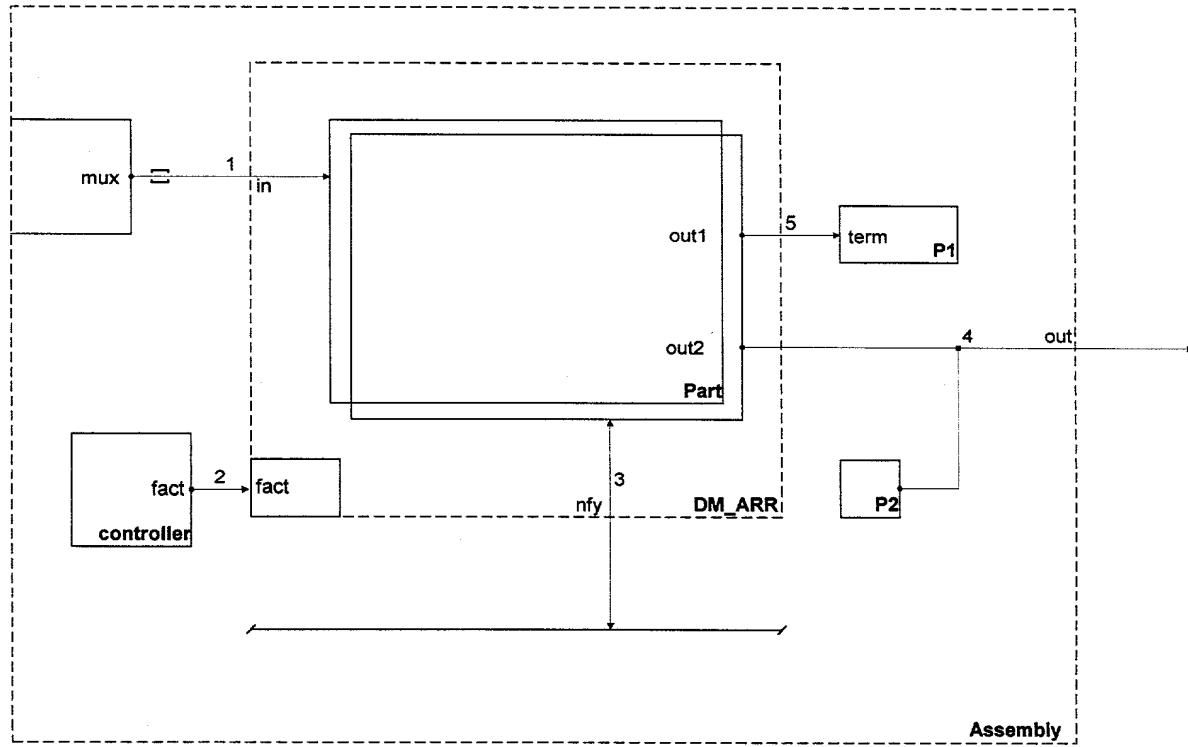 mux
1
in
out1
5
term
P1
out2
4
out
Part
fact
2
fact
3
controller
nfy
DM_ARR
P2
Assembly